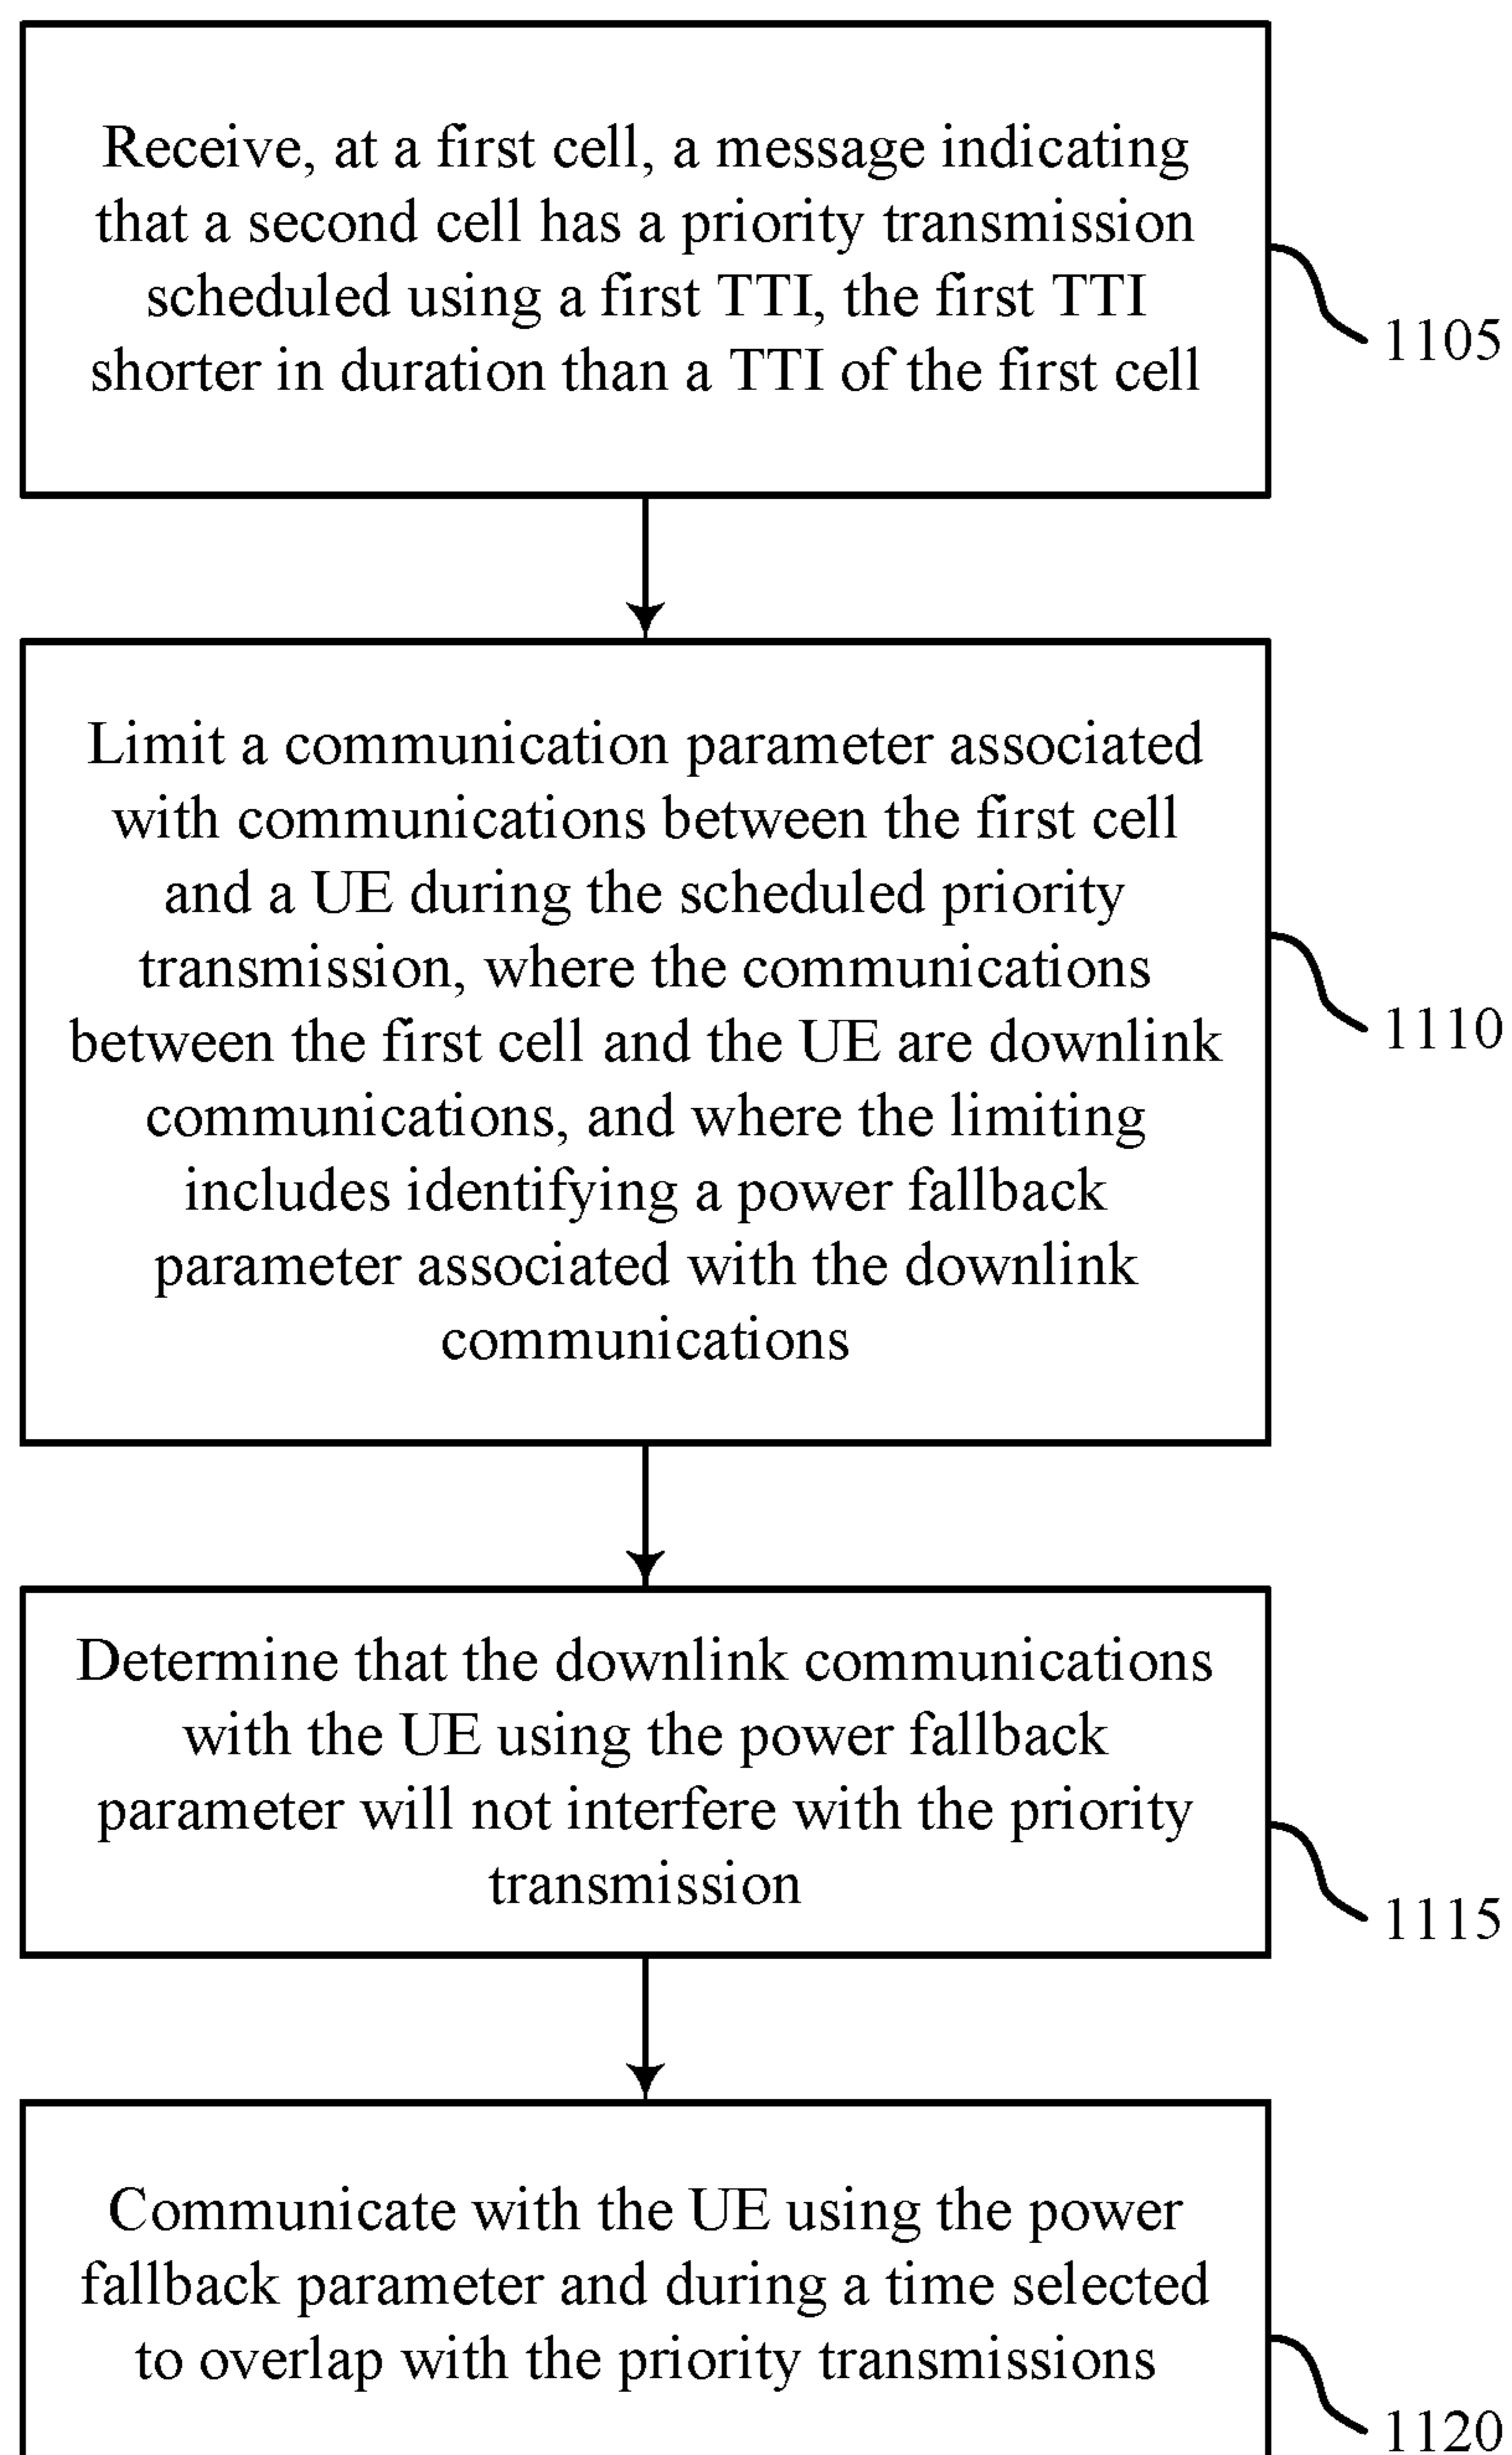 Receive, at a first cell, a message indicating
that a second cell has a priority transmission
scheduled using a first TTI, the first TTI
shorter in duration than a TTI of the first cell
1105
Limit a communication parameter associated
with communications between the first cell
and a UE during the scheduled priority
transmission, where the communications
between the first cell and the UE are downlink
communications, and where the limiting
includes identifying a power fallback
parameter associated with the downlink
communications
1110
Determine that the downlink communications
with the UE using the power fallback
parameter will not interfere with the priority
transmission
1115
Communicate with the UE using the power
fallback parameter and during a time selected
to overlap with the priority transmissions
1120